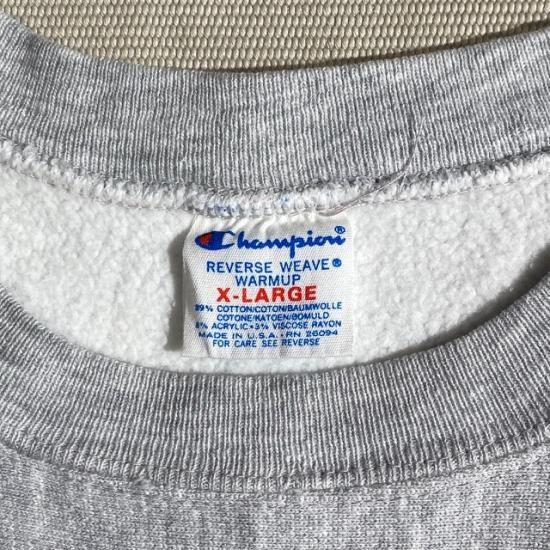 Champion®
REVERSE WEAVE®
WARMUP
X-LARGE
89% COTTON/COTON/BAUMWOLLE
COTONE/KATOEN/BOMULD
8% ACRYLIC • 3% VISCOSE RAYON
MADE IN U.S.A. • RN 26094
FOR CARE SEE REVERSE